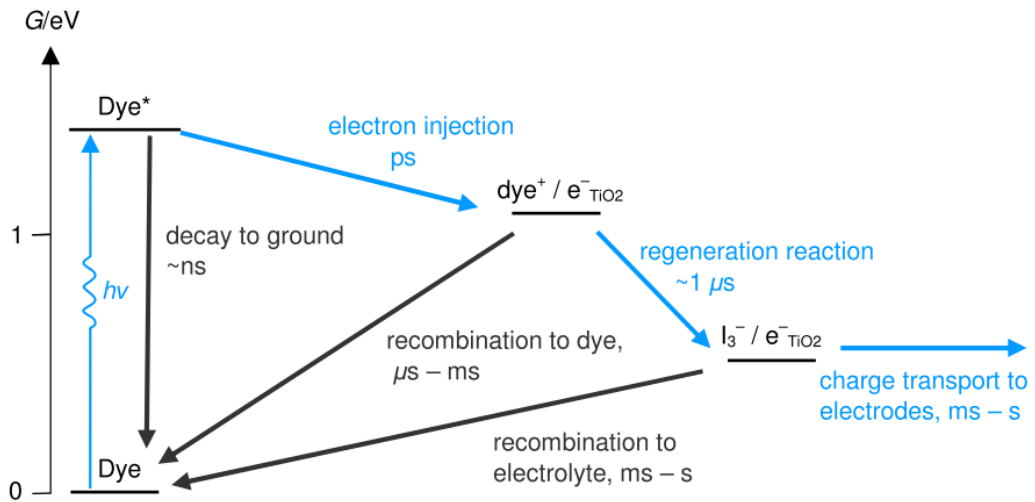 G/eV
Dye*
electron injection
ps
dye⁺ / e⁻TiO2
1
decay to ground
~ns
regeneration reaction
~1 µs
hν
I₃⁻ / e⁻TiO2
recombination to dye,
µs – ms
charge transport to
electrodes, ms – s
recombination to
electrolyte, ms – s
Dye
0